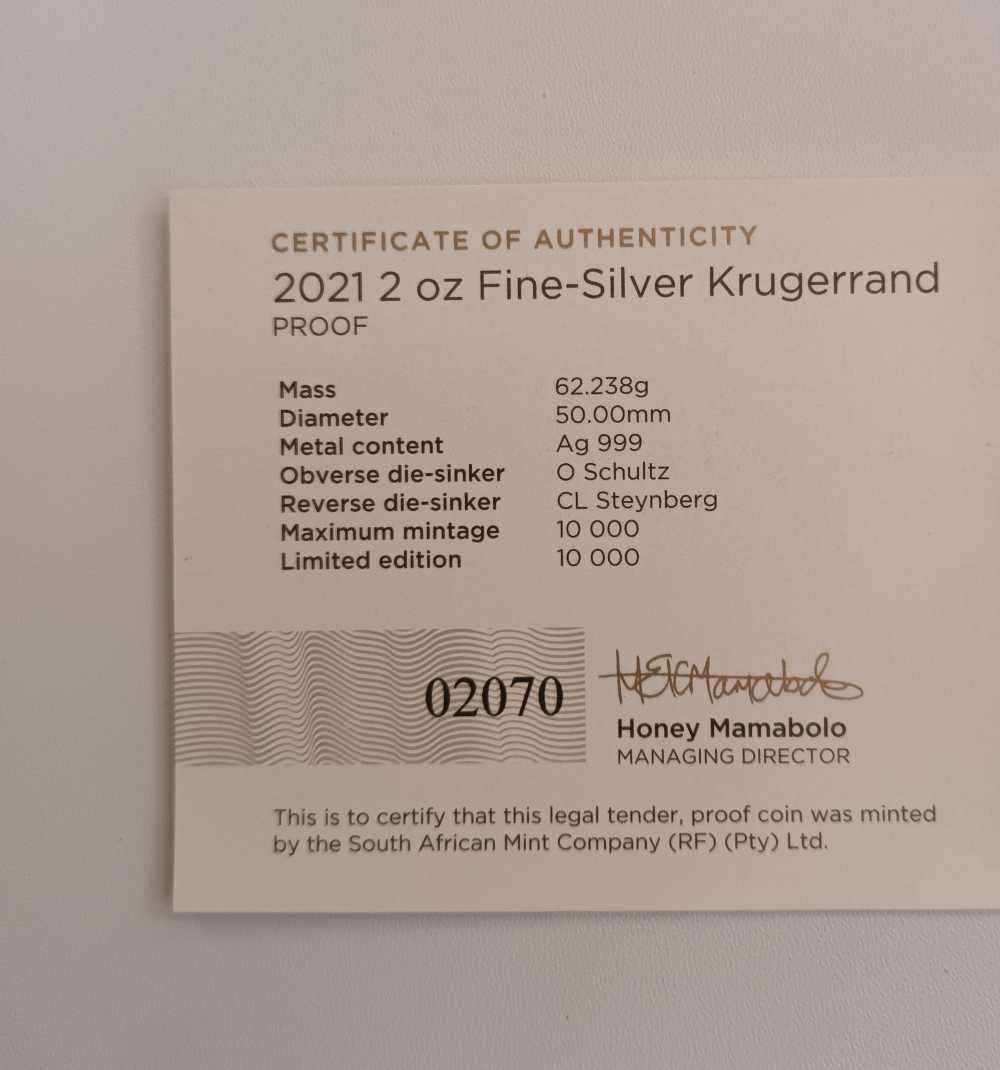 CERTIFICATE OF AUTHENTICITY
2021 2 oz Fine-Silver Krugerrand
PROOF
Mass 62.238g
Diameter 50.00mm
Metal content Ag 999
Obverse die-sinker O Schultz
Reverse die-sinker CL Steynberg
Maximum mintage 10 000
Limited edition 10 000
02070
Honey Mamabolo
MANAGING DIRECTOR
This is to certify that this legal tender, proof coin was minted
by the South African Mint Company (RF) (Pty) Ltd.